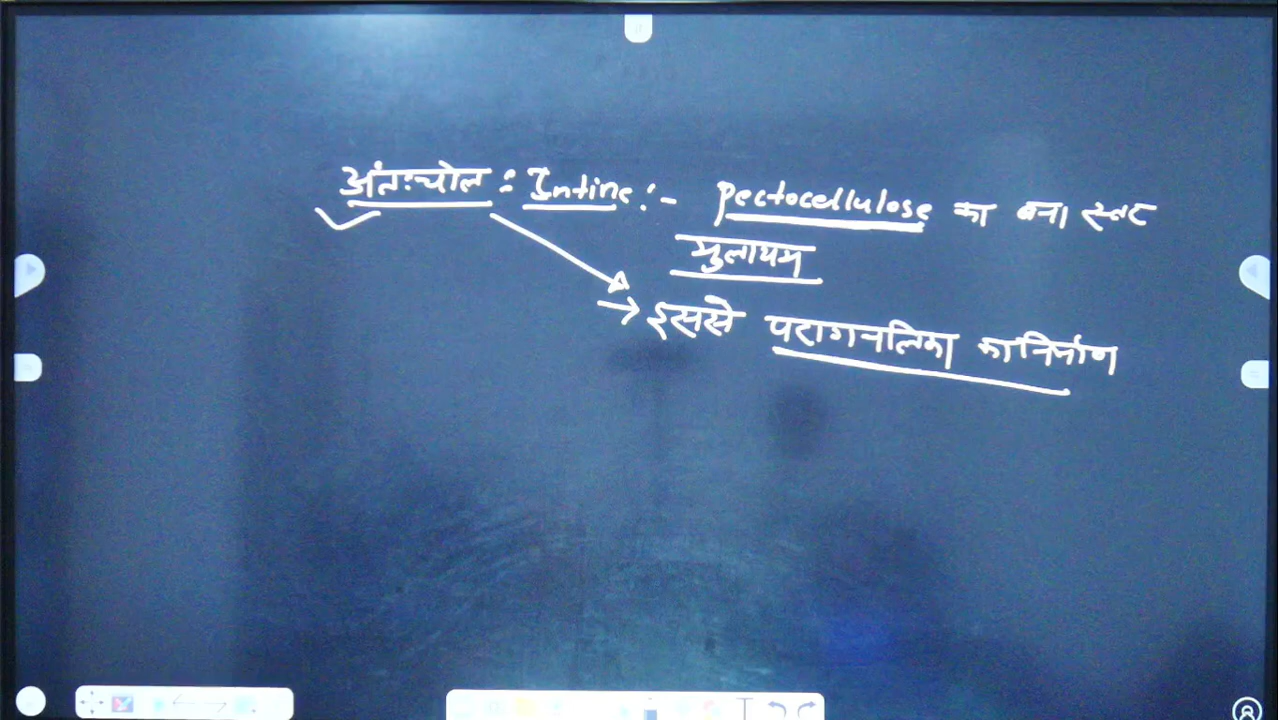 अंतःचोल : Intine :- Pectocellulose का बना स्तर
मुलायम
→ इससे परागनलिका का निर्माण